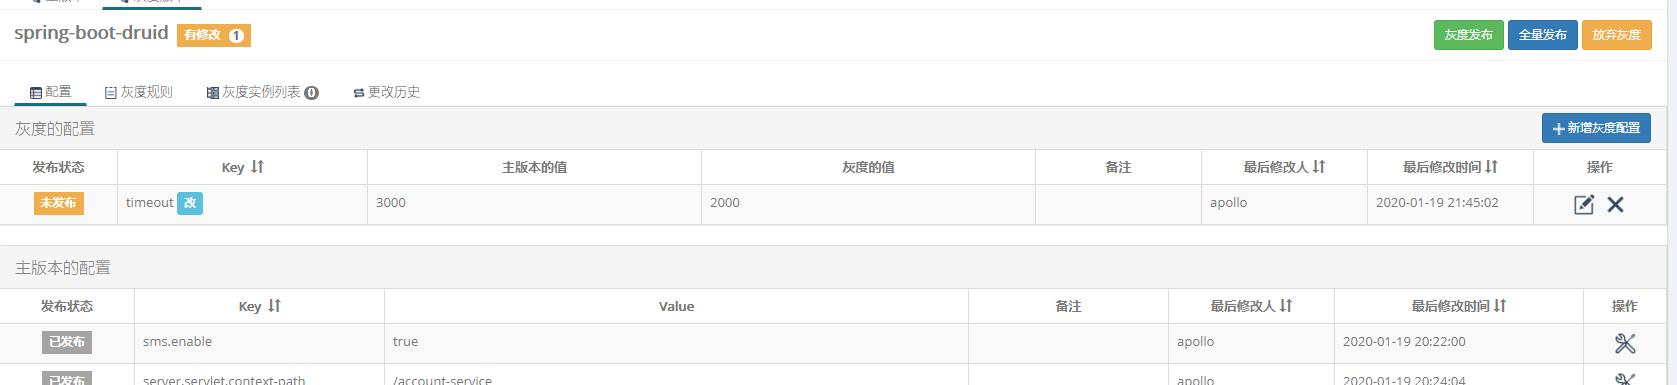 spring-boot-druid 有修改 1 灰度发布 全量发布 放弃灰度
配置 灰度规则 灰度实例列表 0 更改历史
灰度的配置 新增灰度配置
发布状态 Key 主版本的值 灰度的值 备注 最后修改人 最后修改时间 操作
未发布 timeout 改 3000 2000 apollo 2020-01-19 21:45:02
主版本的配置
发布状态 Key Value 备注 最后修改人 最后修改时间 操作
已发布 sms.enable true apollo 2020-01-19 20:22:00
已发布 server.servlet.context-path /account-service apollo 2020-01-19 20:24:04